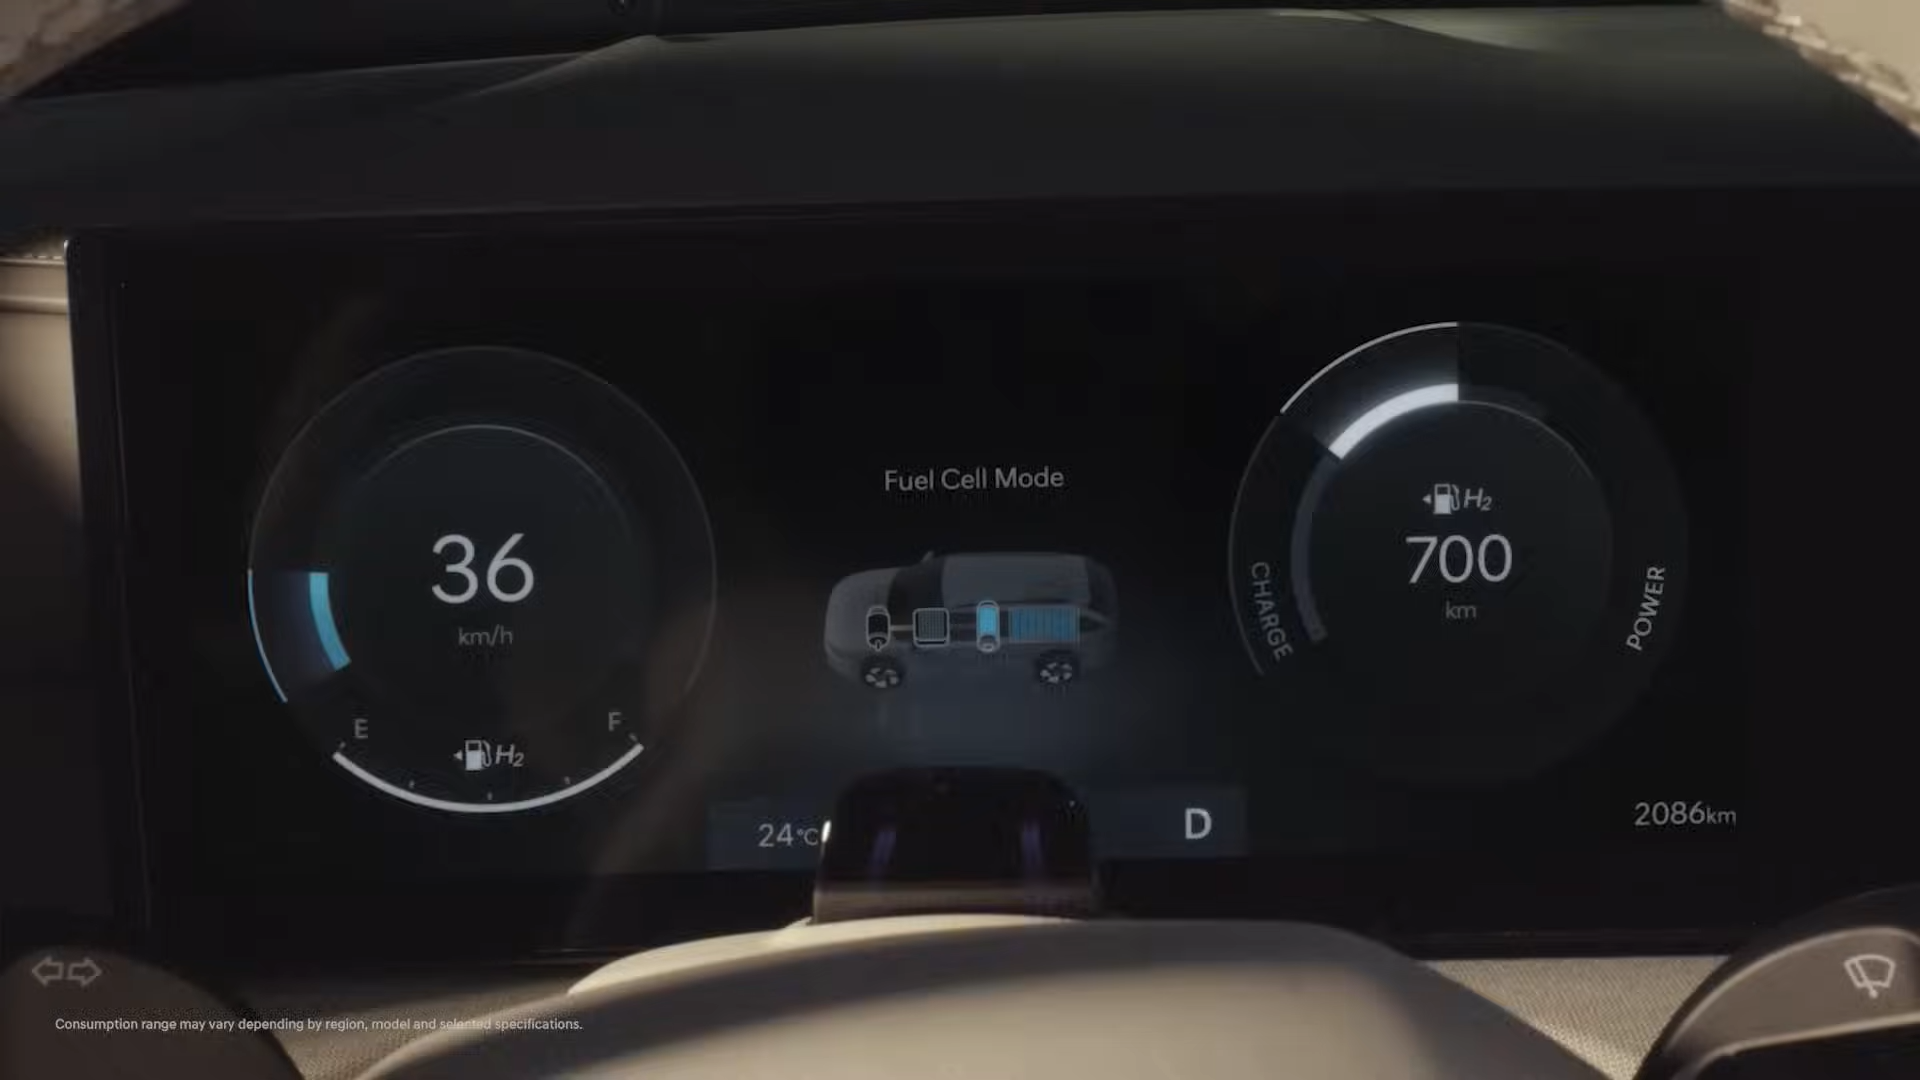 Fuel Cell Mode
36
km/h
E
F
H2
H2
700
km
CHARGE
POWER
24°C
D
2086km
Consumption range may vary depending by region, model and selected specifications.